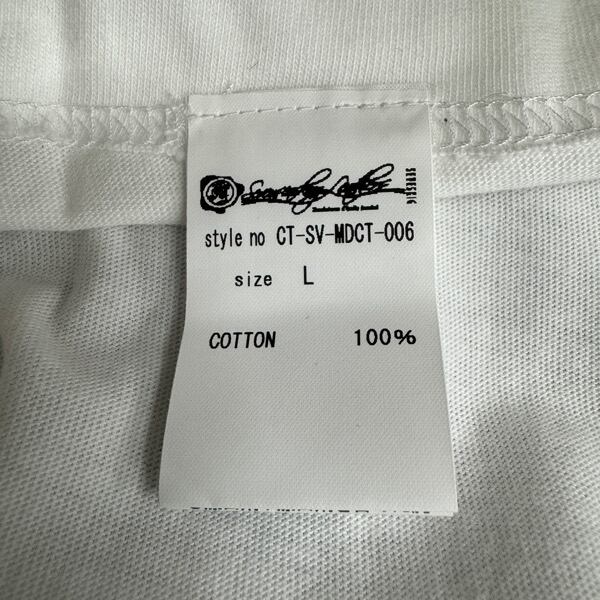 style no CT-SV-MDCT-006
size L
COTTON 100%